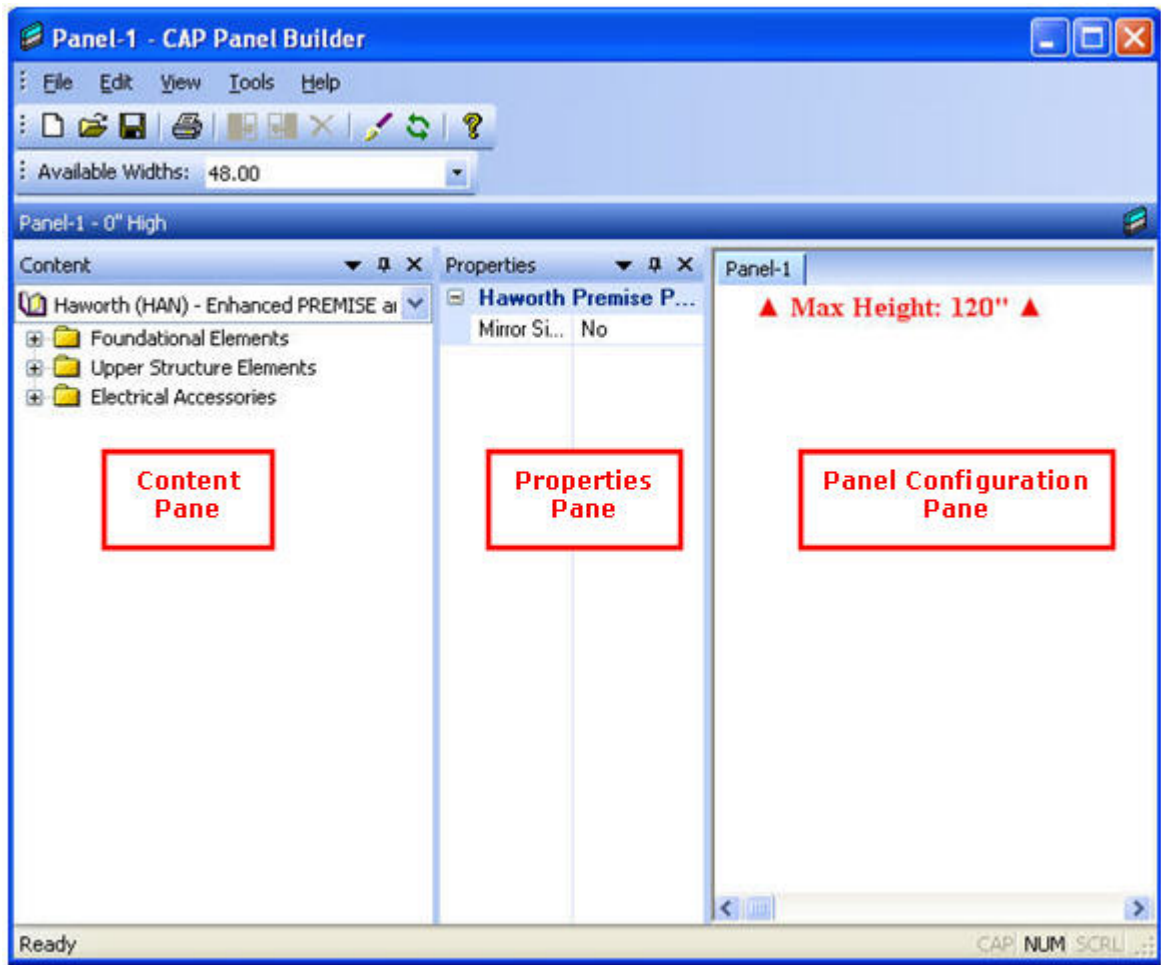 Panel-1 - CAP Panel Builder
File Edit View Tools Help
Available Widths: 48.00
Panel-1 - 0" High
Content
Properties
Panel-1
Haworth (HAN) - Enhanced PREMISE ar
Haworth Premise P...
▲ Max Height: 120" ▲
Foundational Elements
Mirror Si... No
Upper Structure Elements
Electrical Accessories
Content
Pane
Properties
Pane
Panel Configuration
Pane
Ready
CAP NUM SCRL